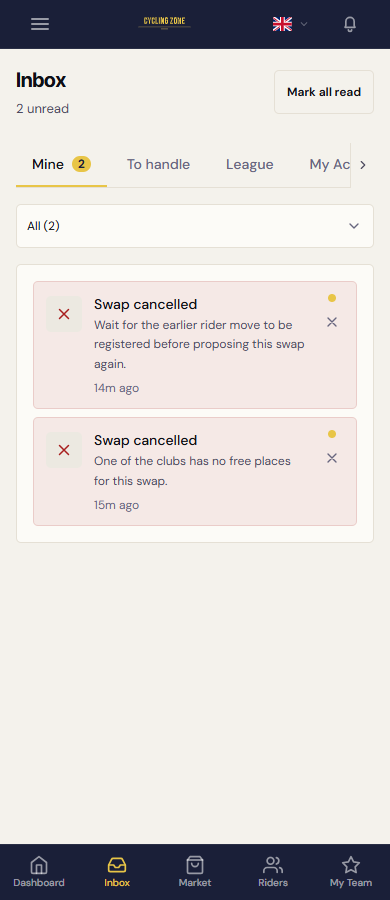 CYCLING ZONE
Inbox
2 unread
Mark all read
Mine 2
To handle
League
My Ac
All (2)
Swap cancelled
Wait for the earlier rider move to be
registered before proposing this swap
again.
14m ago
Swap cancelled
One of the clubs has no free places
for this swap.
15m ago
Dashboard
Inbox
Market
Riders
My Team